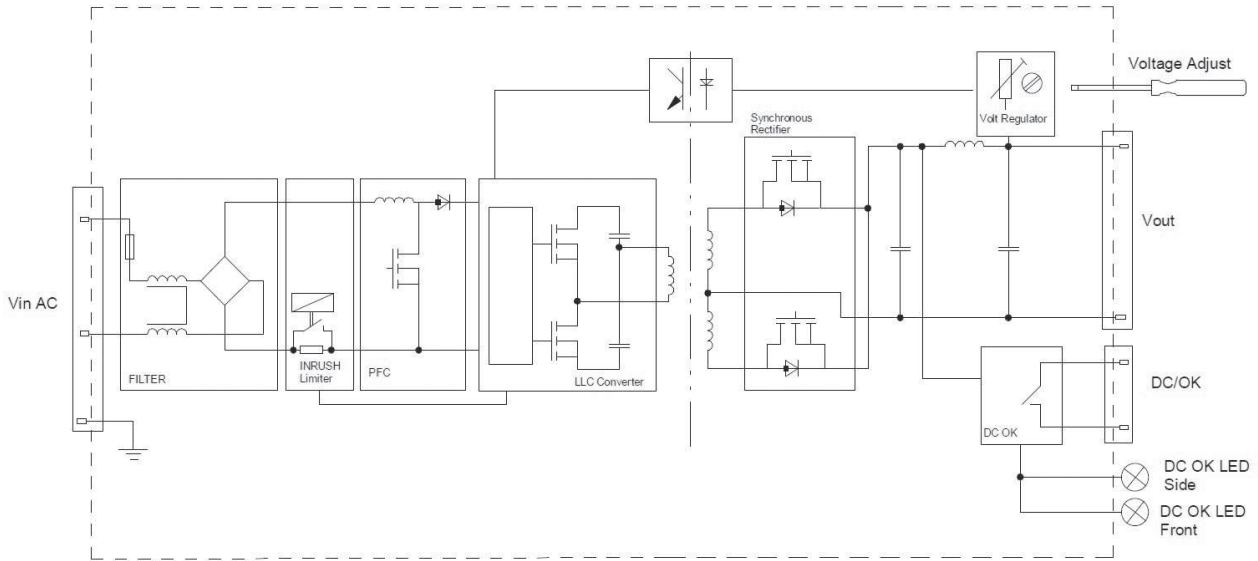 Voltage Adjust
Volt Regulator
Synchronous
Rectifier
Vout
Vin AC
FILTER
INRUSH
Limiter
PFC
LLC Converter
DC/OK
DC OK
DC OK LED
Side
DC OK LED
Front